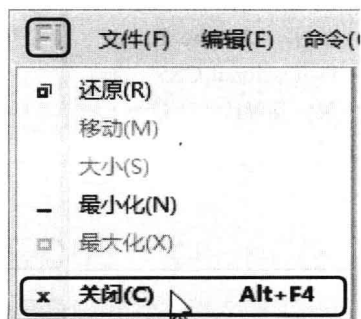 Fl 文件(F) 编辑(E) 命令(
还原(R)
移动(M)
大小(S)
最小化(N)
最大化(X)
x 关闭(C) Alt+F4